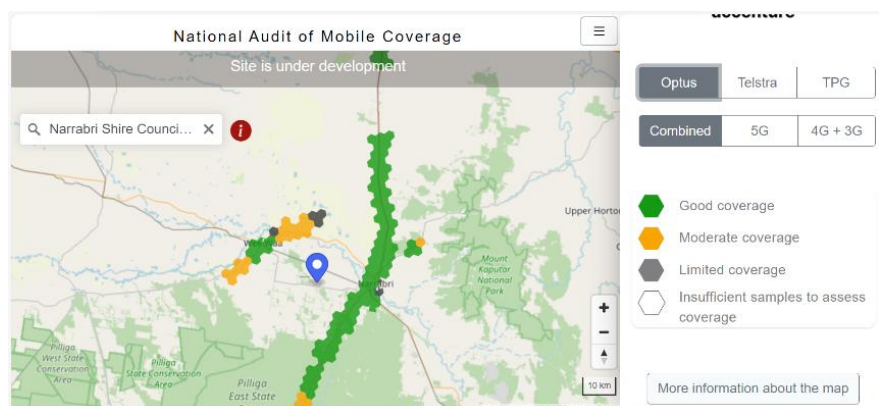 National Audit of Mobile Coverage
Site is under development
Narrabri Shire Counci...
i
Upper Horto
Mount
Kaputar
National
Park
Narrabri
Pilliga
West State
Conservation
Area
Pilliga
State
Conservation
Area
Pilliga
East State
+
−
10 km
accenture
Optus Telstra TPG
Combined 5G 4G + 3G
Good coverage
Moderate coverage
Limited coverage
Insufficient samples to assess
coverage
More information about the map